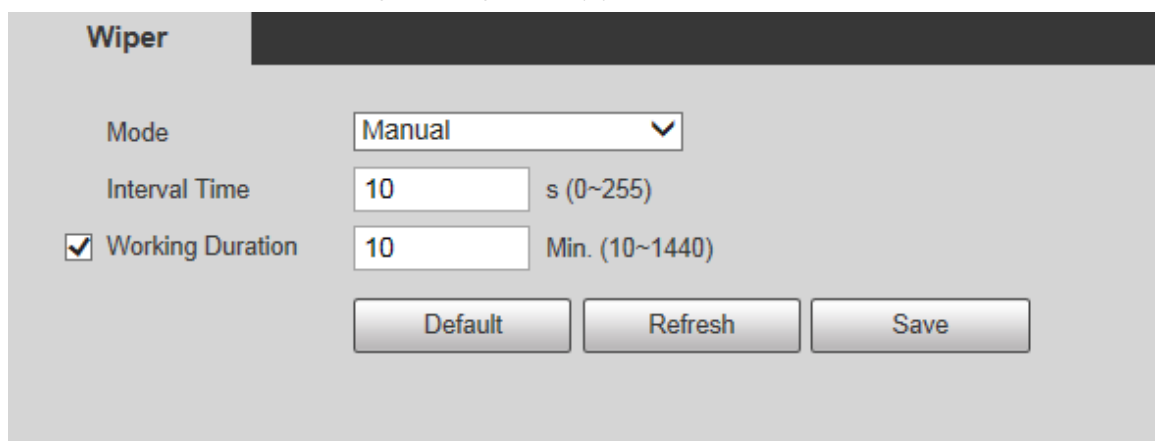 Wiper
Mode Manual
Interval Time 10 s (0~255)
Working Duration 10 Min. (10~1440)
Default Refresh Save